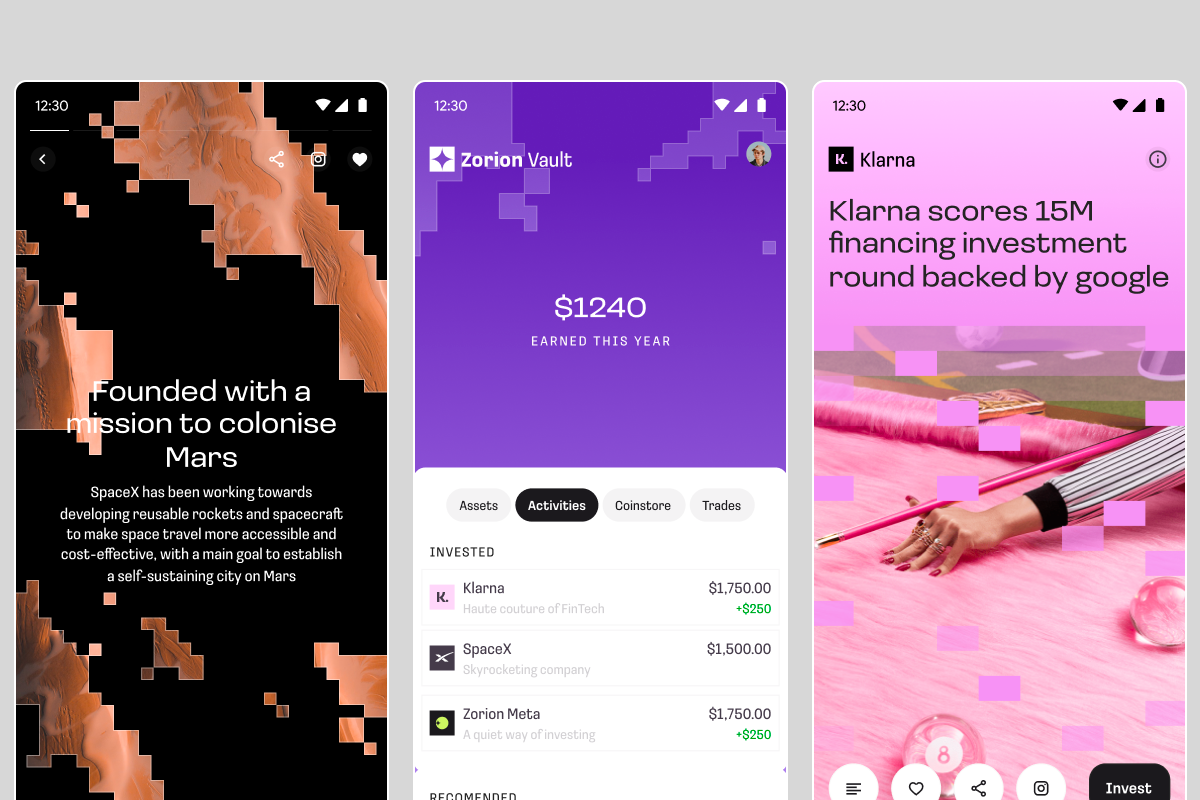 12:30
Founded with a
mission to colonise
Mars
SpaceX has been working towards
developing reusable rockets and spacecraft
to make space travel more accessible and
cost-effective, with a main goal to establish
a self-sustaining city on Mars
12:30
Zorion Vault
$1240
EARNED THIS YEAR
Assets Activities Coinstore Trades
INVESTED
K. Klarna $1,750.00
Haute couture of FinTech +$250
SpaceX $1,500.00
Skyrocketing company
Zorion Meta $1,750.00
A quiet way of investing +$250
RECOMENDED
12:30
K. Klarna
Klarna scores 15M
financing investment
round backed by google
8
Invest